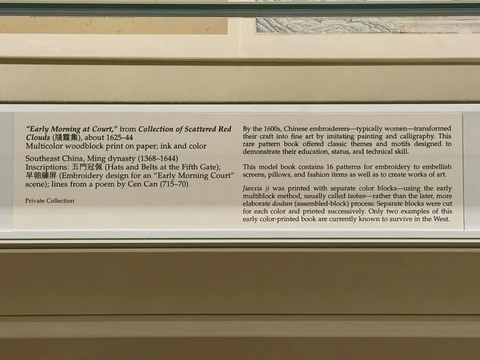 "Early Morning at Court," from Collection of Scattered Red
Clouds (剪霞集), about 1625–44
Multicolor woodblock print on paper; ink and color
Southeast China, Ming dynasty (1368–1644)
Inscriptions: 五門冠佩 (Hats and Belts at the Fifth Gate);
早朝繡屏 (Embroidery design for an "Early Morning Court"
scene); lines from a poem by Cen Can (715–70)
Private Collection
By the 1600s, Chinese embroiderers—typically women—transformed
their craft into fine art by imitating painting and calligraphy. This
rare pattern book offered classic themes and motifs designed to
demonstrate their education, status, and technical skill.
This model book contains 16 patterns for embroidery to embellish
screens, pillows, and fashion items as well as to create works of art.
Jianxia ji was printed with separate color blocks—using the early
multiblock method, usually called taoban—rather than the later, more
elaborate douban (assembled-block) process: Separate blocks were cut
for each color and printed successively. Only two examples of this
early color-printed book are currently known to survive in the West.